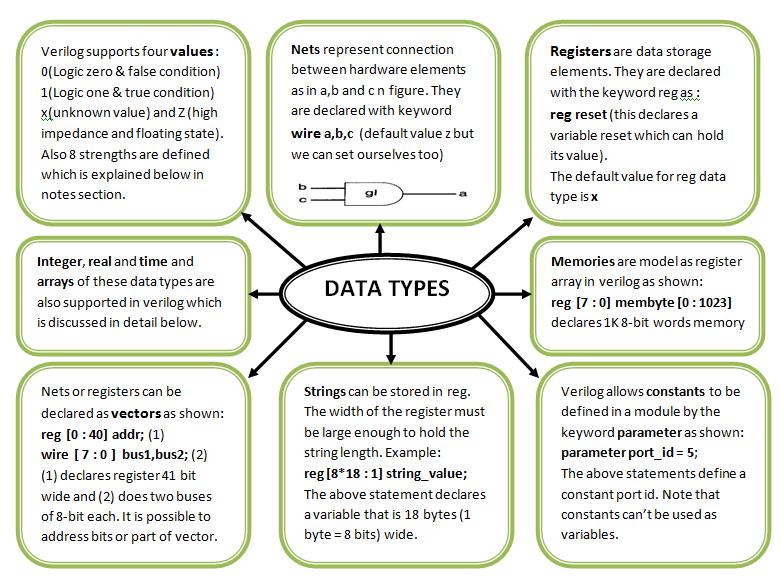 Verilog supports four values :
0(Logic zero & false condition)
1(Logic one & true condition)
x(unknown value) and Z (high
impedance and floating state).
Also 8 strengths are defined
which is explained below in
notes section.
Nets represent connection
between hardware elements
as in a,b and c n figure. They
are declared with keyword
wire a,b,c (default value z but
we can set ourselves too)
b
c
gl
a
Registers are data storage
elements. They are declared
with the keyword reg as :
reg reset (this declares a
variable reset which can hold
its value).
The default value for reg data
type is x
Integer, real and time and
arrays of these data types are
also supported in verilog which
is discussed in detail below.
DATA TYPES
Memories are model as register
array in verilog as shown:
reg [7 : 0] membyte [0 : 1023]
declares 1K 8-bit words memory
Nets or registers can be
declared as vectors as shown:
reg [0 : 40] addr; (1)
wire [ 7 : 0 ] bus1,bus2; (2)
(1) declares register 41 bit
wide and (2) does two buses
of 8-bit each. It is possible to
address bits or part of vector.
Strings can be stored in reg.
The width of the register must
be large enough to hold the
string length. Example:
reg [8*18 : 1] string_value;
The above statement declares
a variable that is 18 bytes (1
byte = 8 bits) wide.
Verilog allows constants to be
defined in a module by the
keyword parameter as shown:
parameter port_id = 5;
The above statements define a
constant port id. Note that
constants can't be used as
variables.